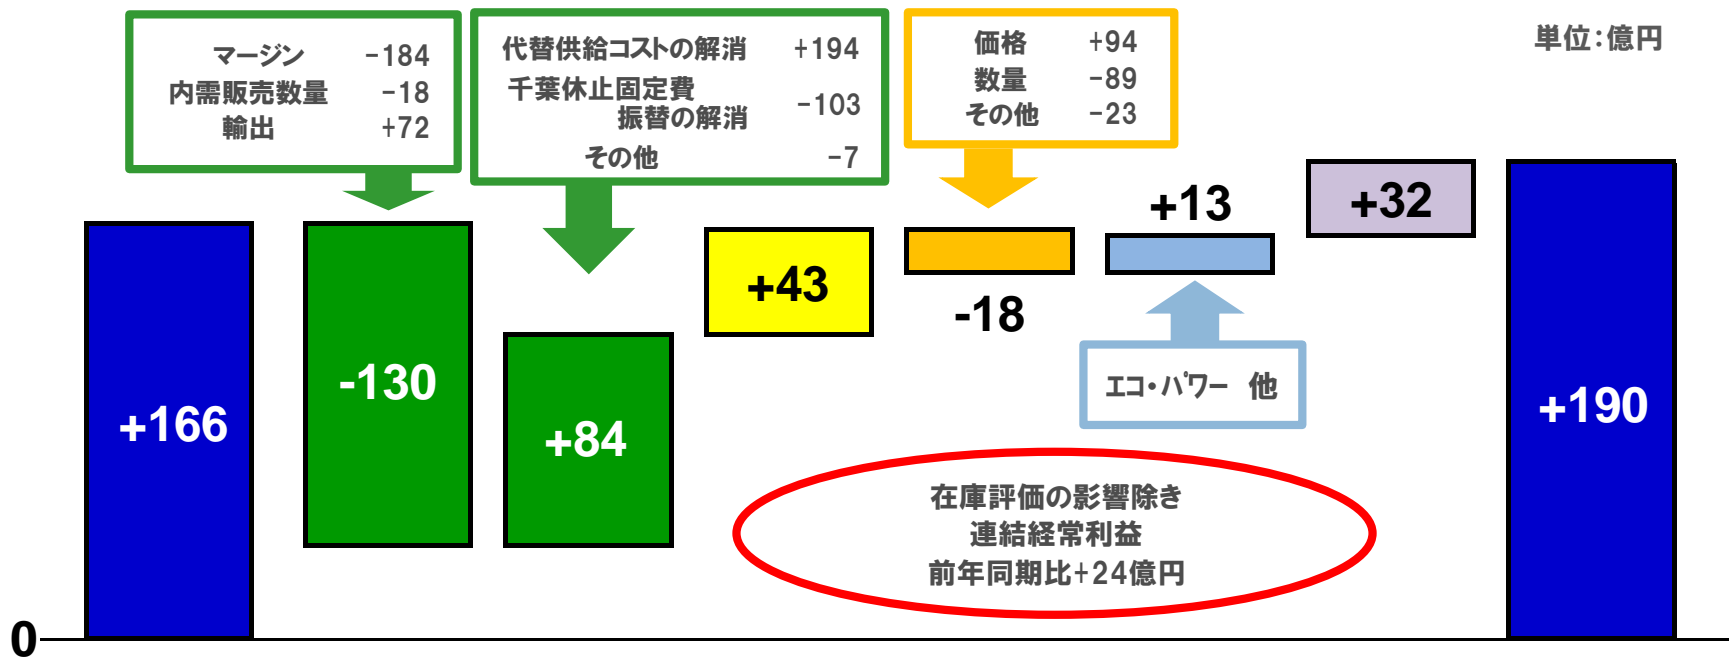 単位:億円
マージン -184
内需販売数量 -18
輸出 +72
代替供給コストの解消 +194
千葉休止固定費
振替の解消 -103
その他 -7
価格 +94
数量 -89
その他 -23
+166
-130
+84
+43
-18
+13
+32
+190
エコ・パワー 他
在庫評価の影響除き
連結経常利益
前年同期比+24億円
0